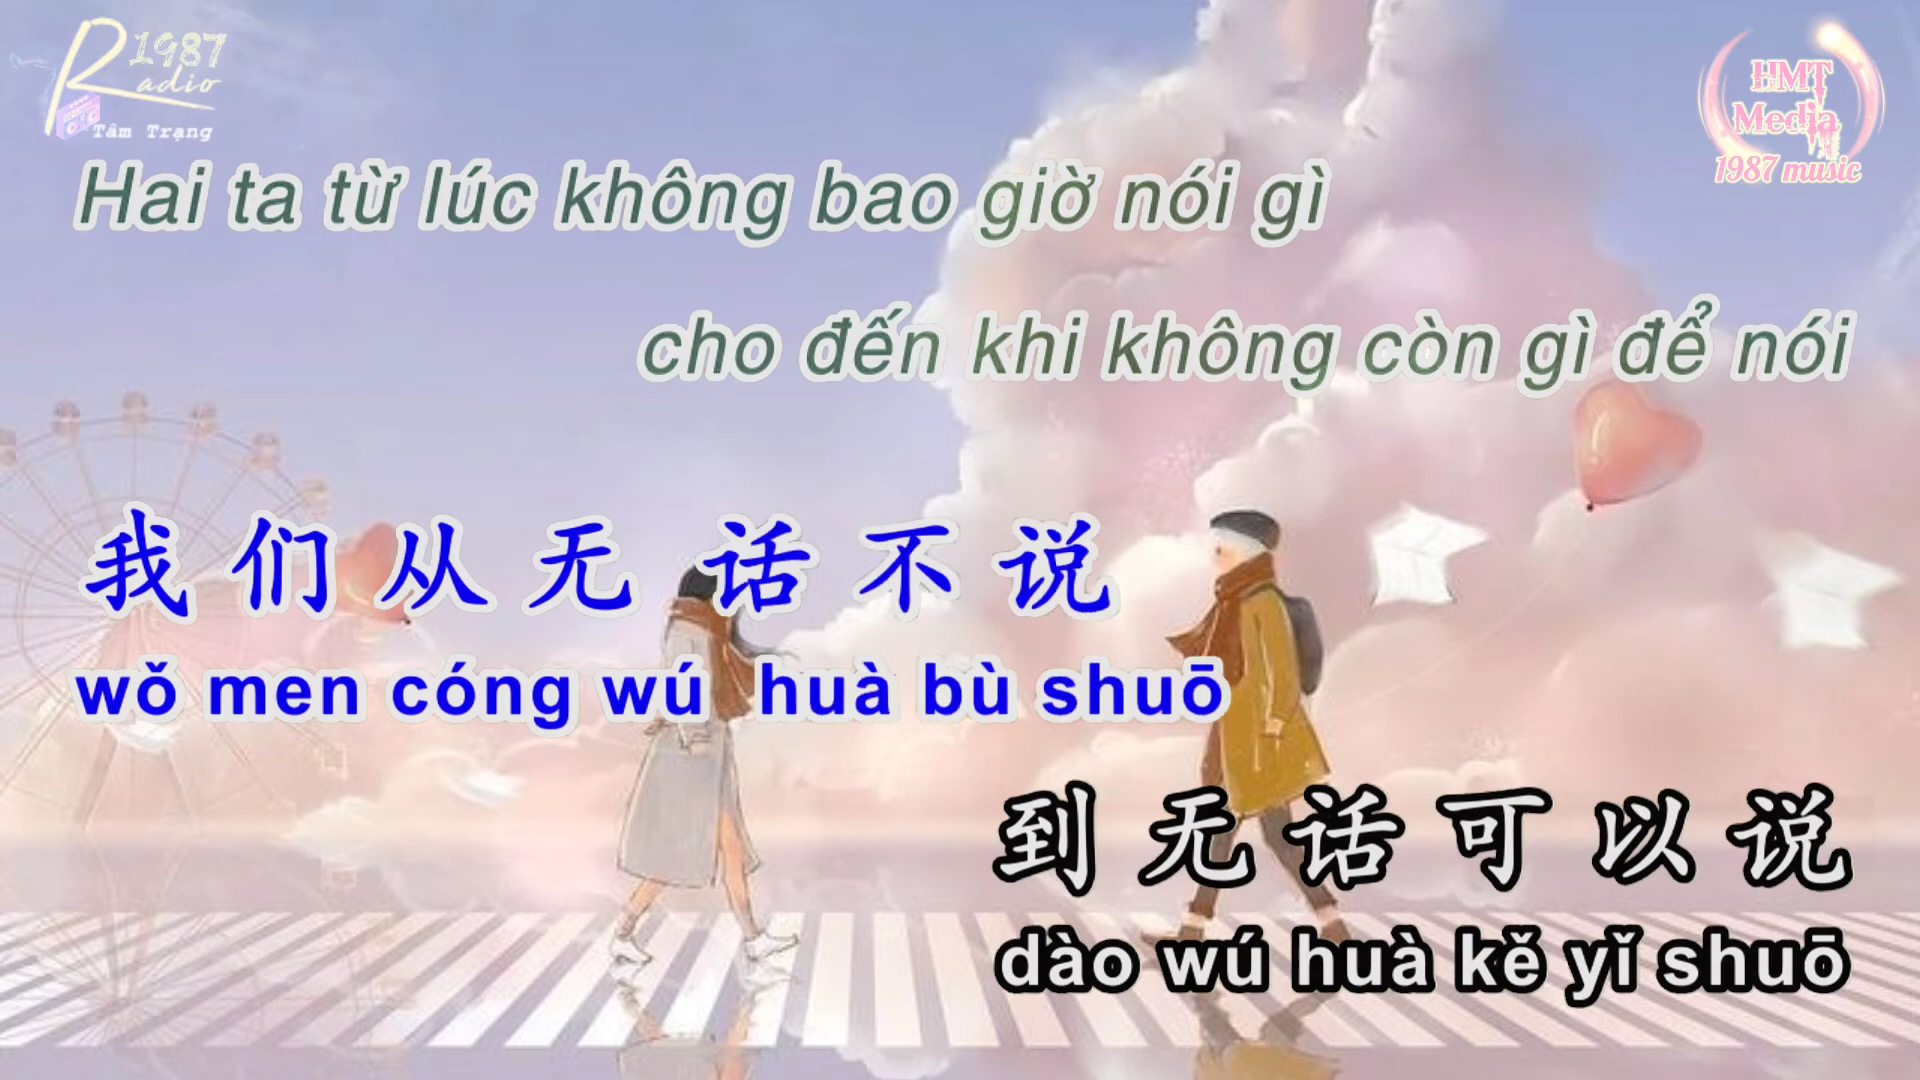 1987
Radio
Tâm Trạng
HMT
Media
1987 music
Hai ta từ lúc không bao giờ nói gì
cho đến khi không còn gì để nói
我们从无 话不说
wǒ men cóng wú huà bù shuō
到无话可以说
dào wú huà kě yǐ shuō